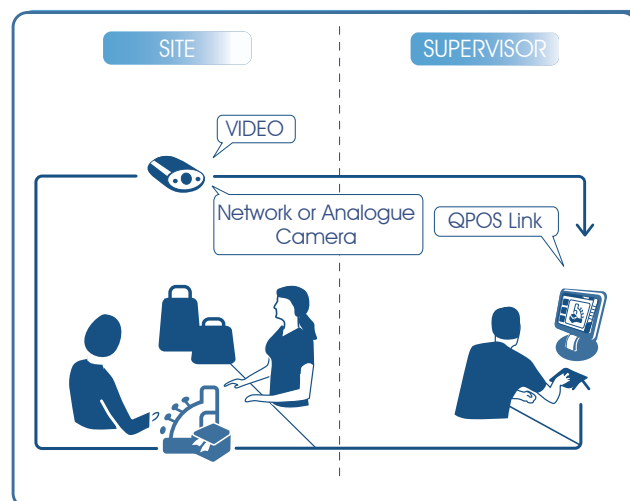 SITE
SUPERVISOR
VIDEO
Network or Analogue
Camera
QPOS Link